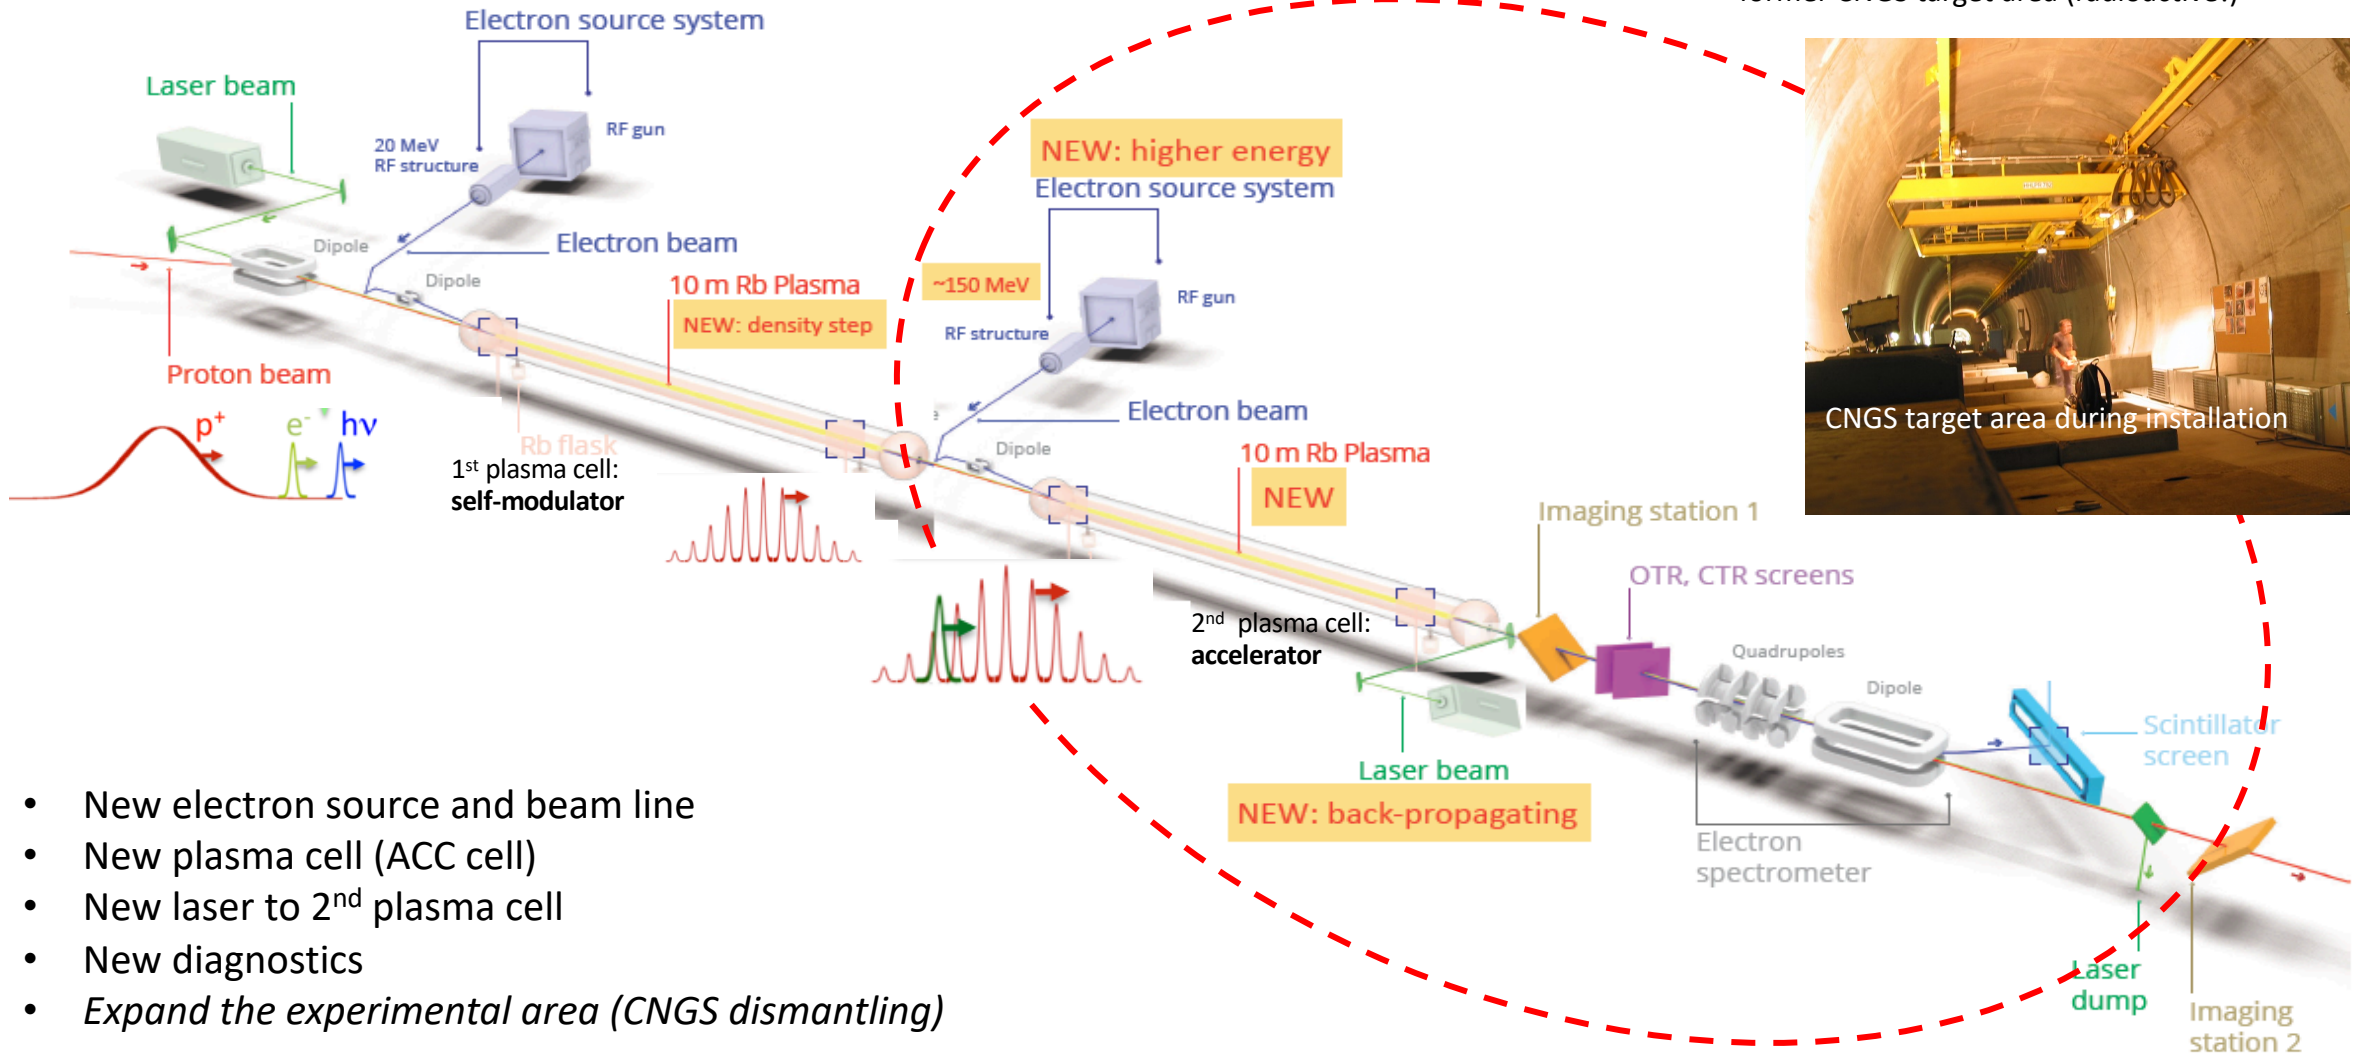 Electron source system
former CNGS target area (radioactive!)
Laser beam
RF gun
20 MeV
RF structure
NEW: higher energy
Electron source system
Dipole
Electron beam
Dipole
10 m Rb Plasma
NEW: density step
~150 MeV
RF gun
RF structure
Proton beam
p+
e-
hν
Rb flask
1st plasma cell:
self-modulator
Electron beam
Dipole
10 m Rb Plasma
NEW
CNGS target area during installation
Imaging station 1
OTR, CTR screens
2nd plasma cell:
accelerator
Quadrupoles
Dipole
Scintillator
screen
Laser beam
NEW: back-propagating
Electron
spectrometer
Laser
dump
Imaging
station 2
• New electron source and beam line
• New plasma cell (ACC cell)
• New laser to 2nd plasma cell
• New diagnostics
• Expand the experimental area (CNGS dismantling)